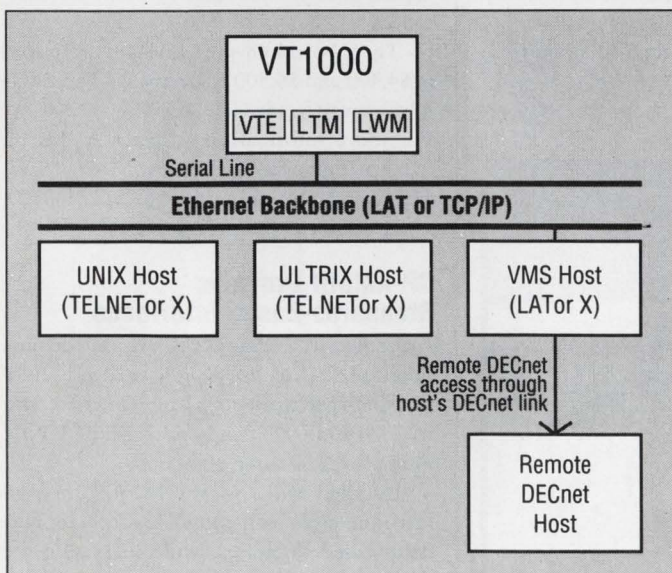 VT1000
VTE LTM LWM
Serial Line
Ethernet Backbone (LAT or TCP/IP)
UNIX Host
(TELNETor X)
ULTRIX Host
(TELNETor X)
VMS Host
(LATor X)
Remote DECnet
access through
host's DECnet link
Remote
DECnet
Host